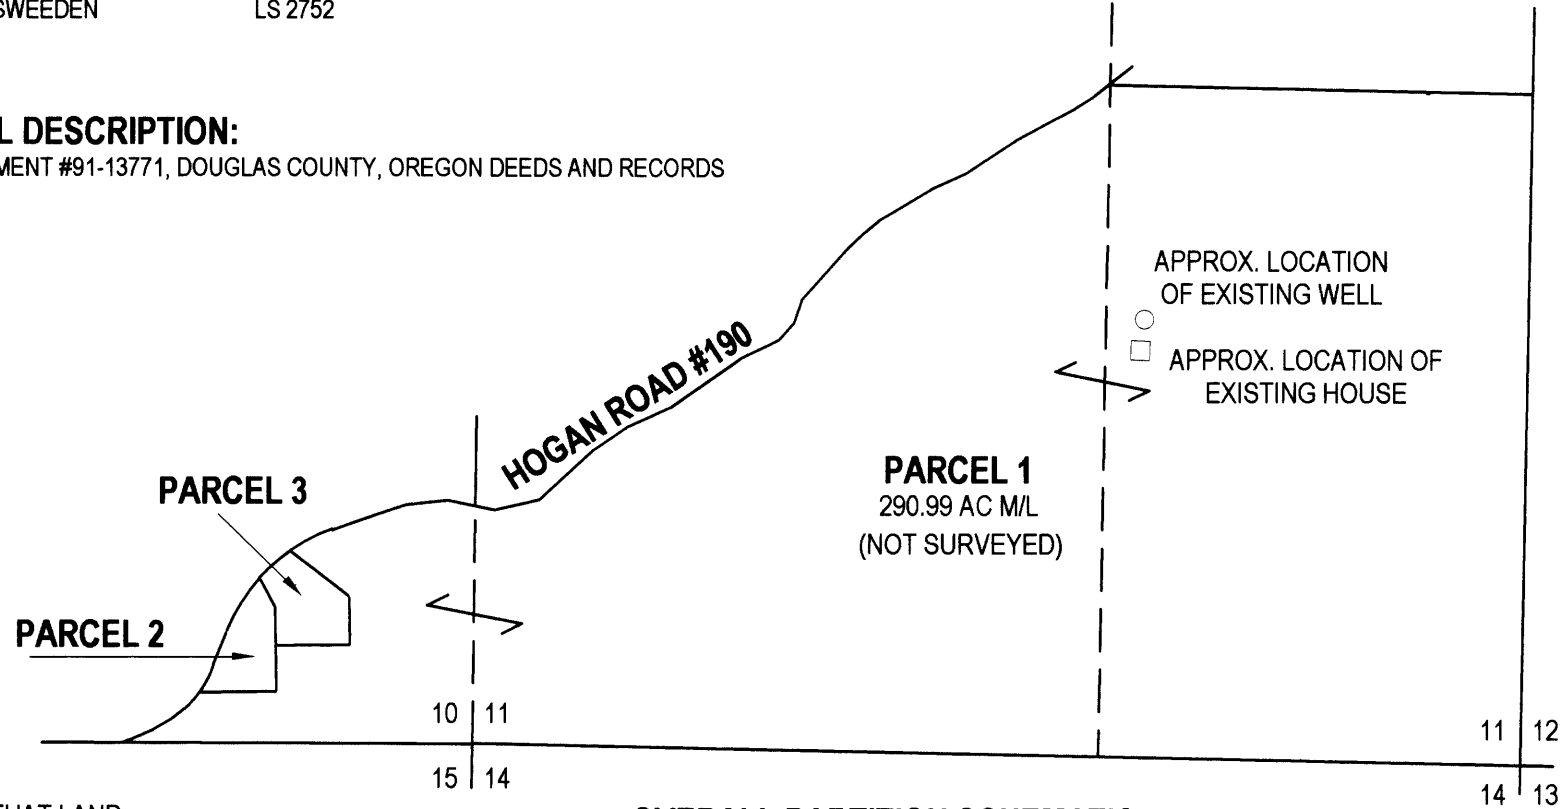 SWEEDEN LS 2752
L DESCRIPTION:
MENT #91-13771, DOUGLAS COUNTY, OREGON DEEDS AND RECORDS
APPROX. LOCATION
OF EXISTING WELL
APPROX. LOCATION OF
EXISTING HOUSE
HOGAN ROAD #190
PARCEL 1
290.99 AC M/L
(NOT SURVEYED)
PARCEL 3
PARCEL 2
10 11
15 14
11 12
14 13
THAT LAND